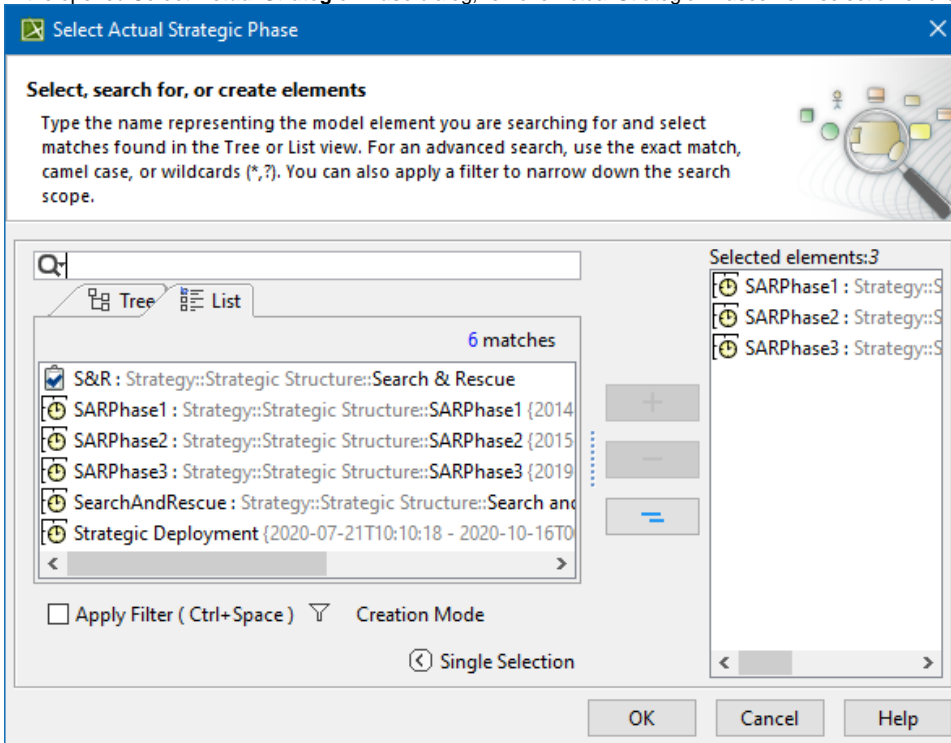 Select Actual Strategic Phase
Select, search for, or create elements
Type the name representing the model element you are searching for and select
matches found in the Tree or List view. For an advanced search, use the exact match,
camel case, or wildcards (*,?). You can also apply a filter to narrow down the search
scope.
Selected elements:3
Tree
List
6 matches
S&R : Strategy::Strategic Structure::Search & Rescue
SARPhase1 : Strategy::Strategic Structure::SARPhase1 {2014
SARPhase2 : Strategy::Strategic Structure::SARPhase2 {2015
SARPhase3 : Strategy::Strategic Structure::SARPhase3 {2019
SearchAndRescue : Strategy::Strategic Structure::Search and
Strategic Deployment {2020-07-21T10:10:18 - 2020-10-16T0
SARPhase1 : Strategy::S
SARPhase2 : Strategy::S
SARPhase3 : Strategy::S
Apply Filter ( Ctrl+Space )
Creation Mode
Single Selection
OK
Cancel
Help